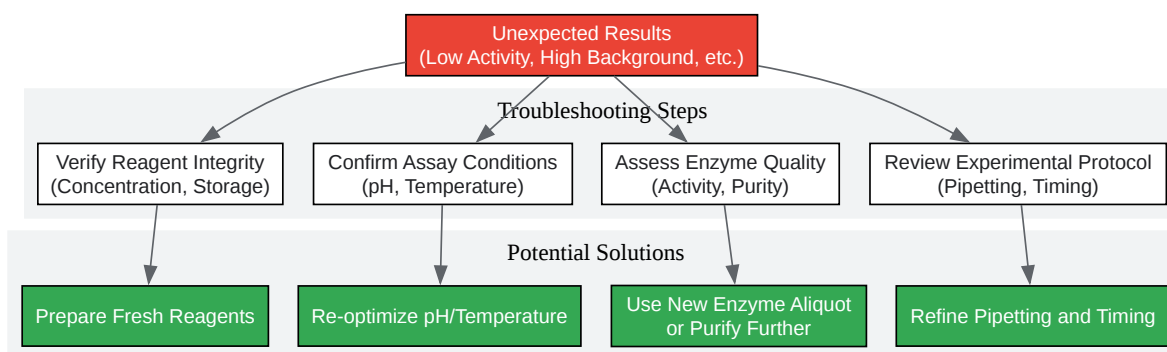 Unexpected Results
(Low Activity, High Background, etc.)
Troubleshooting Steps
Verify Reagent Integrity
(Concentration, Storage)
Confirm Assay Conditions
(pH, Temperature)
Assess Enzyme Quality
(Activity, Purity)
Review Experimental Protocol
(Pipetting, Timing)
Potential Solutions
Prepare Fresh Reagents
Re-optimize pH/Temperature
Use New Enzyme Aliquot
or Purify Further
Refine Pipetting and Timing